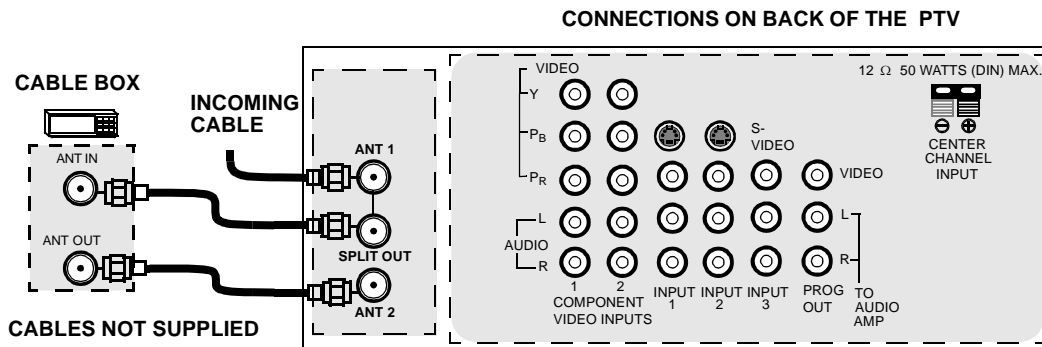 CONNECTIONS ON BACK OF THE PTV
CABLE BOX
INCOMING
CABLE
ANT IN
ANT OUT
CABLES NOT SUPPLIED
ANT 1
SPLIT OUT
ANT 2
VIDEO
Y
PB
PR
S-
VIDEO
VIDEO
AUDIO
L
R
L
R
1
2
COMPONENT
VIDEO INPUTS
INPUT
1
INPUT
2
INPUT
3
PROG
OUT
TO
AUDIO
AMP
12 Ω 50 WATTS (DIN) MAX.
CENTER
CHANNEL
INPUT